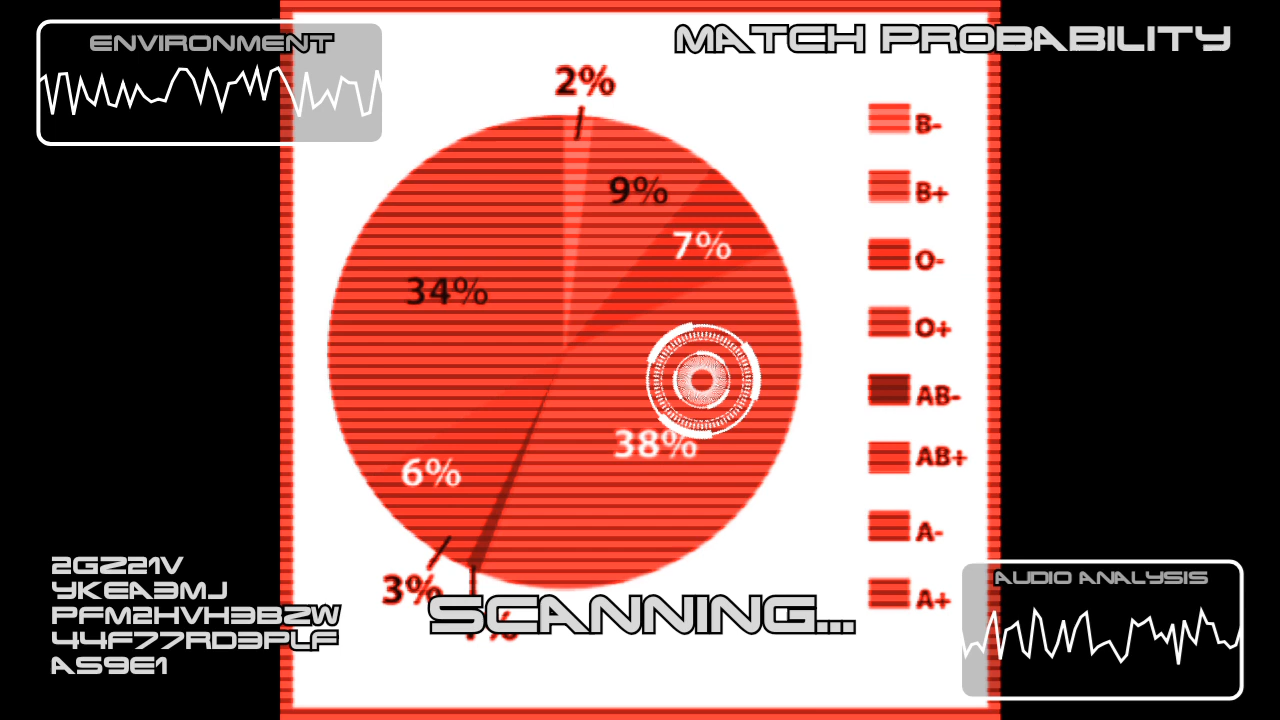 ENVIRONMENT
MATCH PROBABILITY
2%
9%
7%
34%
38%
6%
3%
B-
B+
O-
O+
AB-
AB+
A-
A+
2GZ21V
YKEA3MJ
PFM2HVH3BZW
44F77RD3PLF
AS9E1
SCANNING...
AUDIO ANALYSIS